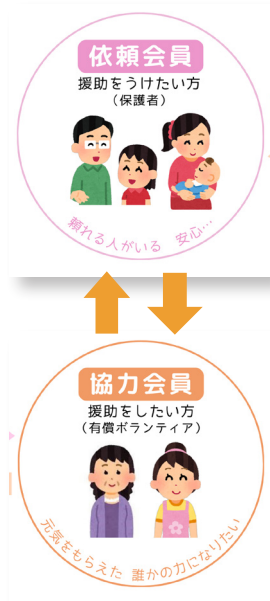 依頼会員
援助をうけたい方
(保護者)
頼れる人がいる 安心…
協力会員
援助をしたい方
(有償ボランティア)
元気をもらえた 誰かの力になりたい